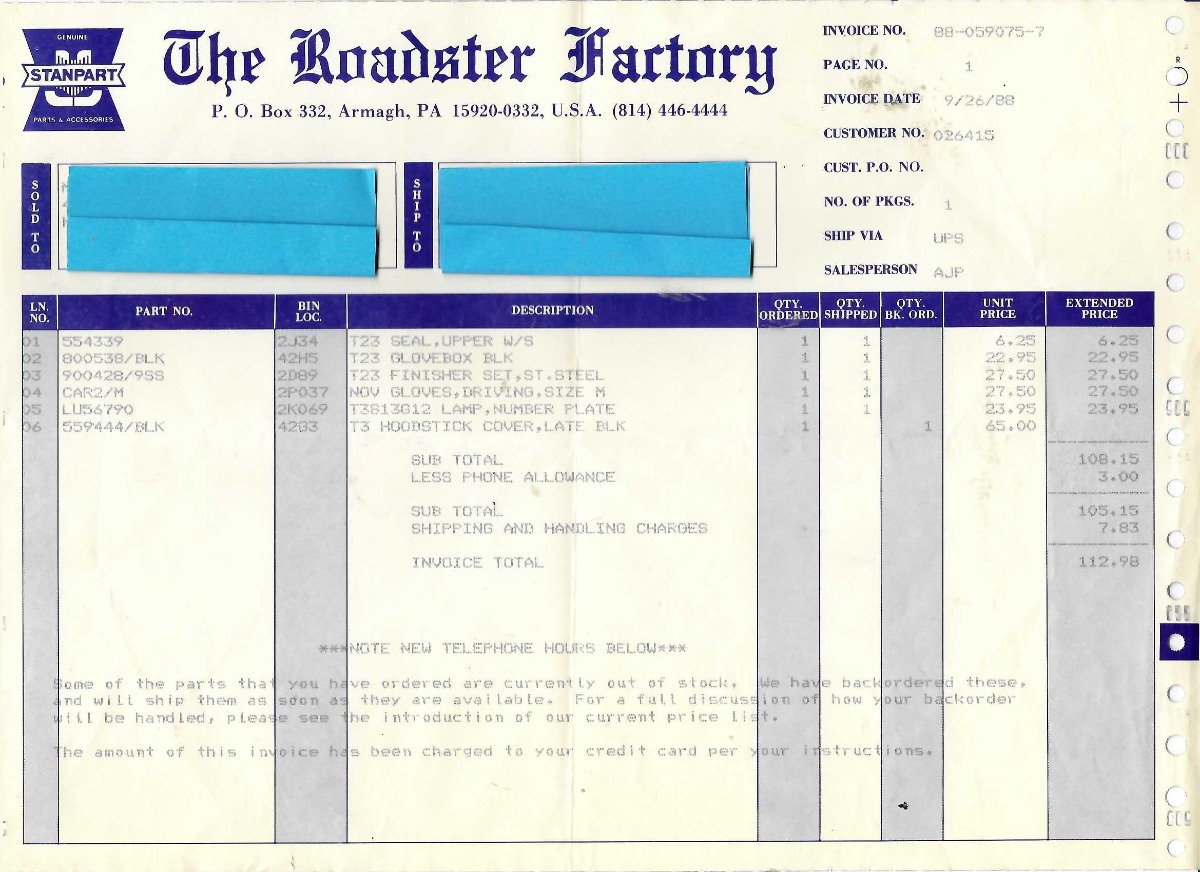 GENUINE
STANPART
PARTS & ACCESSORIES
The Roadster Factory
P. O. Box 332, Armagh, PA 15920-0332, U.S.A. (814) 446-4444
INVOICE NO. 88-059075-7
PAGE NO. 1
INVOICE DATE 9/26/88
CUSTOMER NO. 026415
CUST. P.O. NO.
NO. OF PKGS. 1
SHIP VIA UPS
SALESPERSON AJP
SOLD TO
SHIP TO
LN. NO. PART NO. BIN LOC. DESCRIPTION QTY. ORDERED QTY. SHIPPED QTY. BK. ORD. UNIT PRICE EXTENDED PRICE
01 554339 2J34 T23 SEAL,UPPER W/S 1 1 6.25 6.25
02 800538/BLK 42H5 T23 GLOVEBOX BLK 1 1 22.95 22.95
03 900428/9SS 2D89 T23 FINISHER SET,ST.STEEL 1 1 27.50 27.50
04 CAR2/M 2P037 NOV GLOVES,DRIVING,SIZE M 1 1 27.50 27.50
05 LU56790 2K069 T3S13G12 LAMP,NUMBER PLATE 1 1 23.95 23.95
06 559444/BLK 42B3 T3 HOODSTICK COVER,LATE BLK 1 1 65.00
SUB TOTAL 108.15
LESS PHONE ALLOWANCE 3.00
SUB TOTAL 105.15
SHIPPING AND HANDLING CHARGES 7.83
INVOICE TOTAL 112.98
***NOTE NEW TELEPHONE HOURS BELOW***
Some of the parts that you have ordered are currently out of stock. We have backordered these,
and will ship them as soon as they are available. For a full discussion of how your backorder
will be handled, please see the introduction of our current price list.
The amount of this invoice has been charged to your credit card per your instructions.